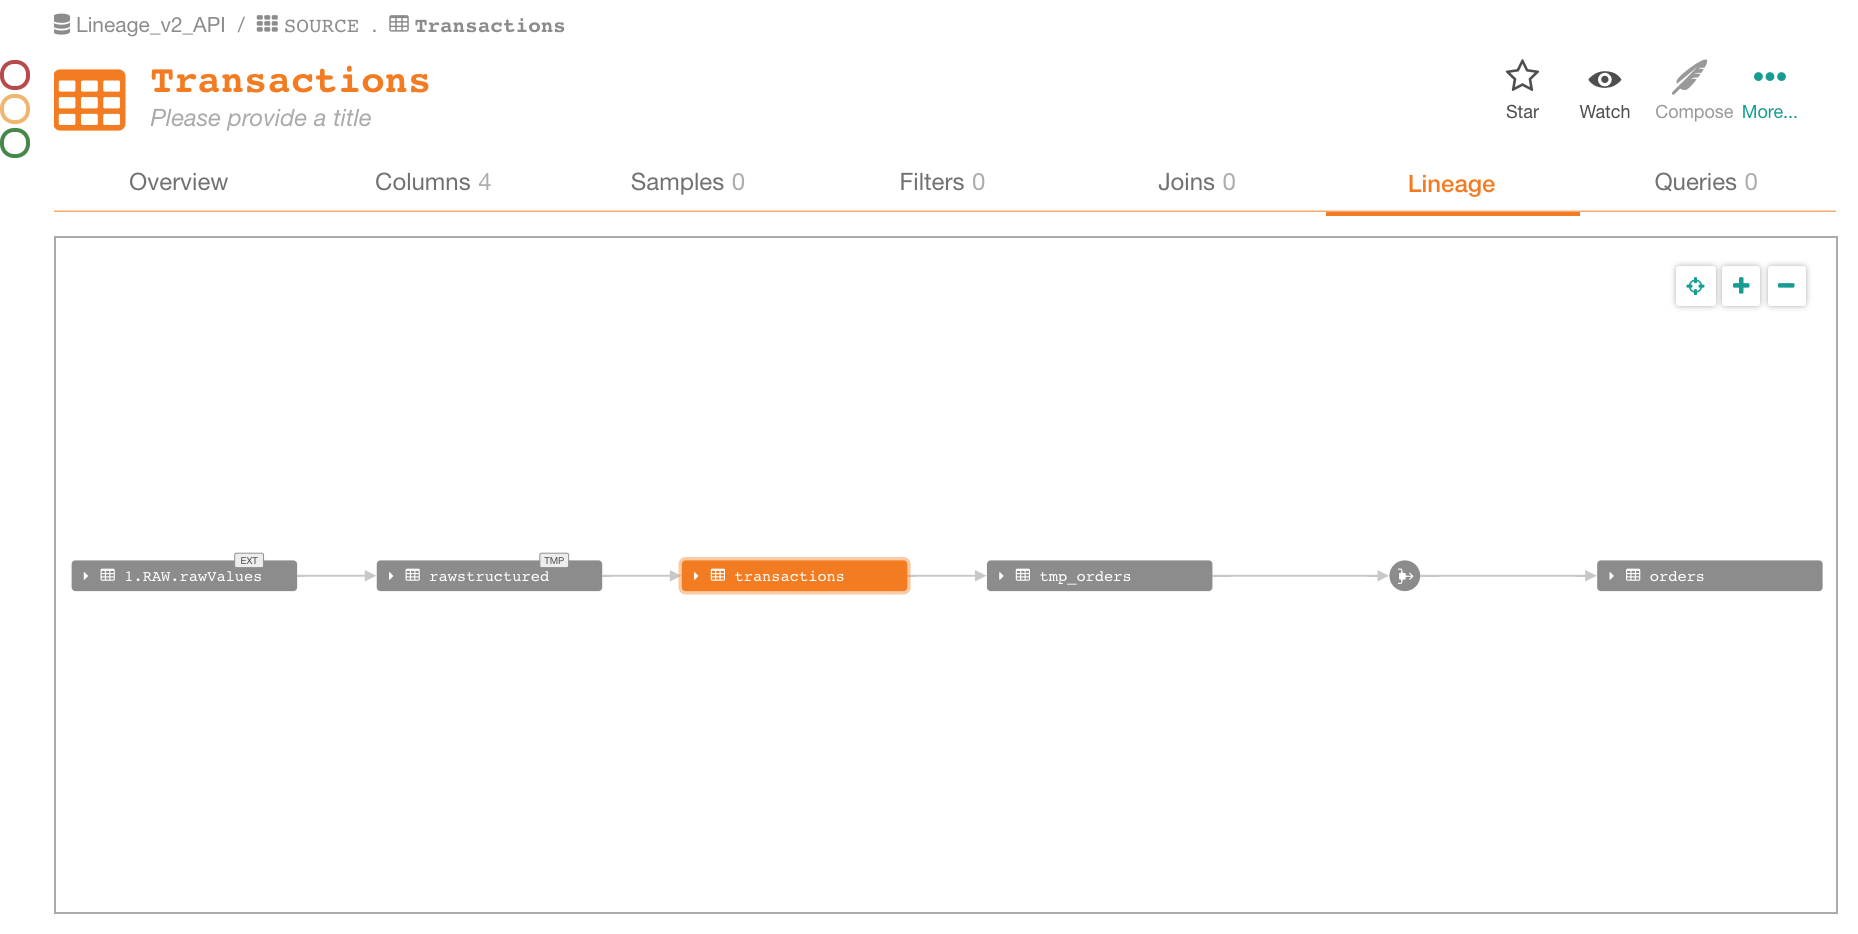 Lineage_v2_API / SOURCE . Transactions
Transactions
Please provide a title
Star Watch Compose More...
Overview Columns 4 Samples 0 Filters 0 Joins 0 Lineage Queries 0
EXT TMP
1.RAW.rawValues rawstructured transactions tmp_orders orders